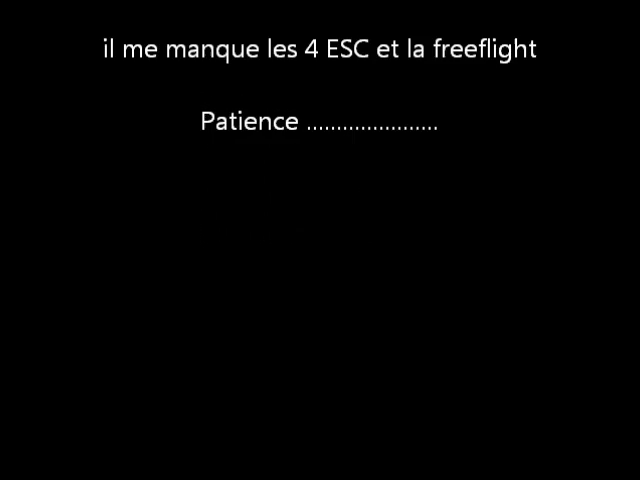 il me manque les 4 ESC et la freeflight
Patience ......................